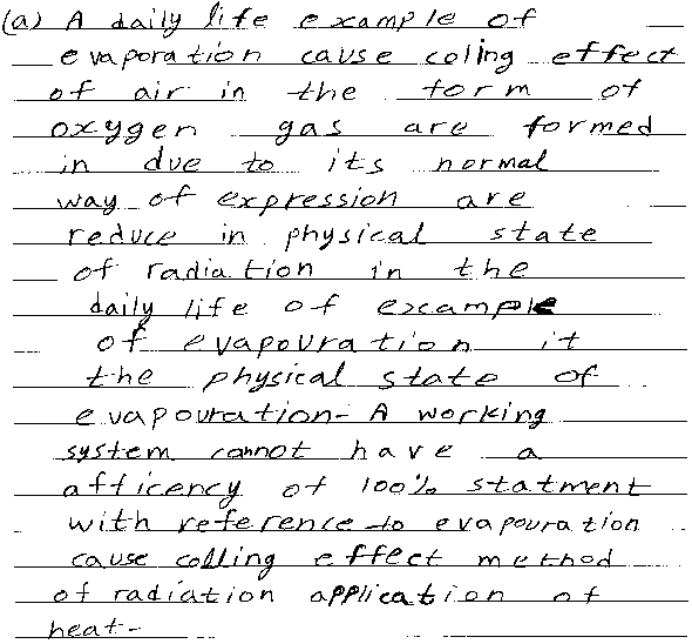 (a) A daily life example of
evaporation cause coling effect
of air in the form of
oxygen gas are formed
in due to its normal
way of expression are
reduce in physical state
of radiation in the
daily life of example
of evapouration it
the physical state of
evapouration- A working
system cannot have a
afficency of 100% statment
with reference to evapouration
cause colling effect method
of radiation application of
heat-